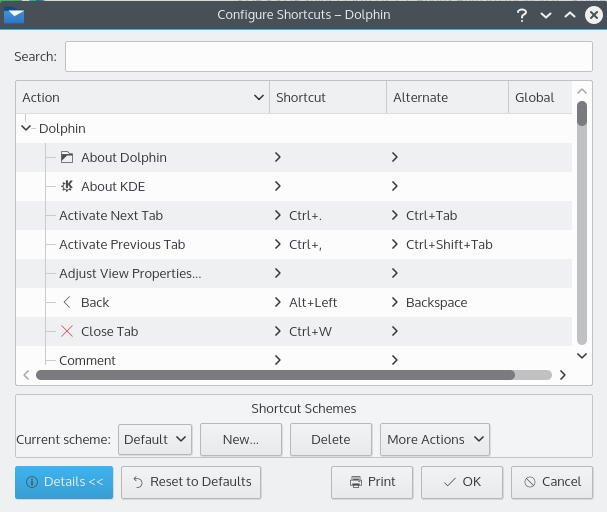 Configure Shortcuts – Dolphin
Search:
Action Shortcut Alternate Global
Dolphin
About Dolphin
About KDE
Activate Next Tab Ctrl+. Ctrl+Tab
Activate Previous Tab Ctrl+, Ctrl+Shift+Tab
Adjust View Properties...
Back Alt+Left Backspace
Close Tab Ctrl+W
Comment
Shortcut Schemes
Current scheme: Default New... Delete More Actions
Details << Reset to Defaults Print OK Cancel